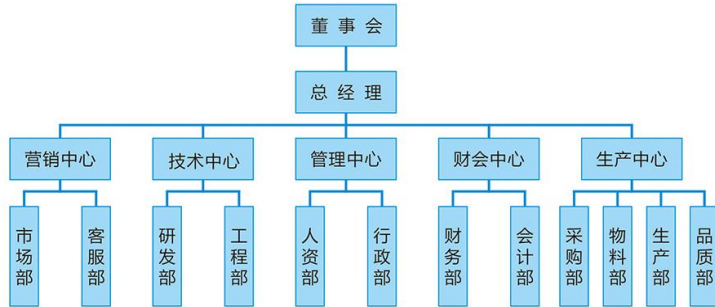 董事会
总经理
营销中心
技术中心
管理中心
财会中心
生产中心
市场部
客服部
研发部
工程部
人资部
行政部
财务部
会计部
采购部
物料部
生产部
品质部